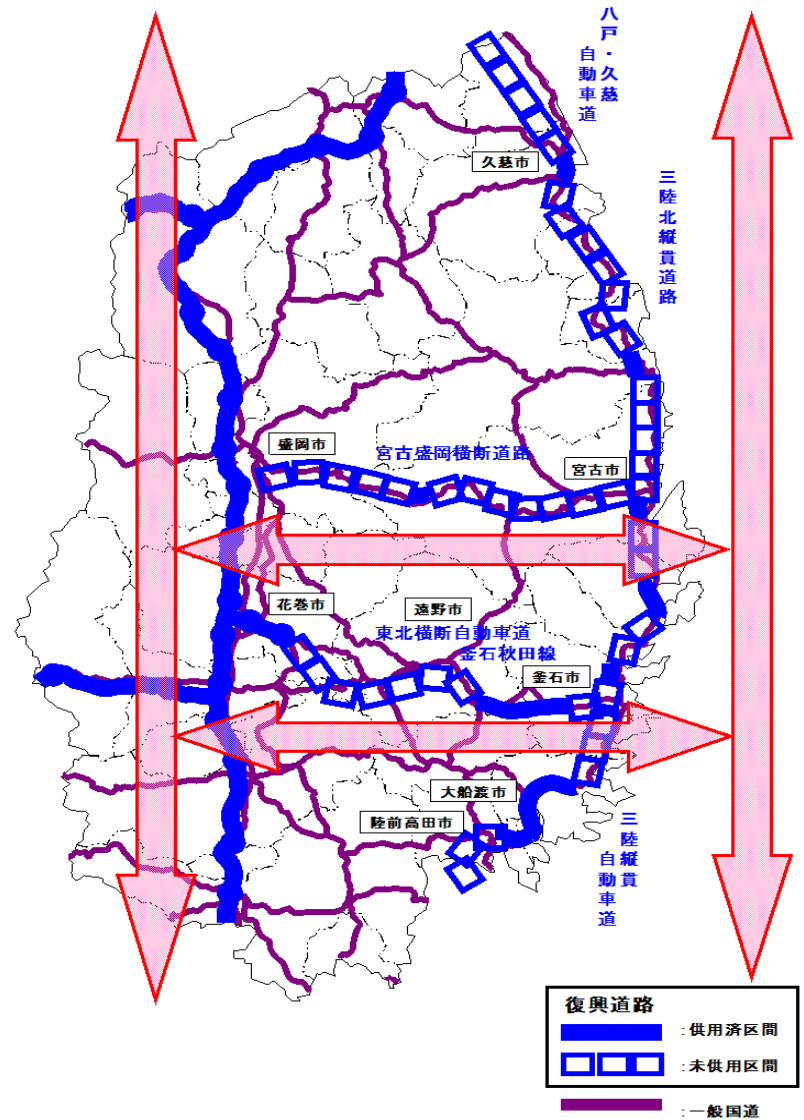 八戸・久慈
自動車道
久慈市
三陸北縦貫道路
盛岡市
宮古盛岡横断道路
宮古市
花巻市
遠野市
東北横断自動車道
釜石秋田線
釜石市
大船渡市
陸前高田市
三陸縦貫
自動車道
復興道路
:供用済区間
:未供用区間
:一般国道